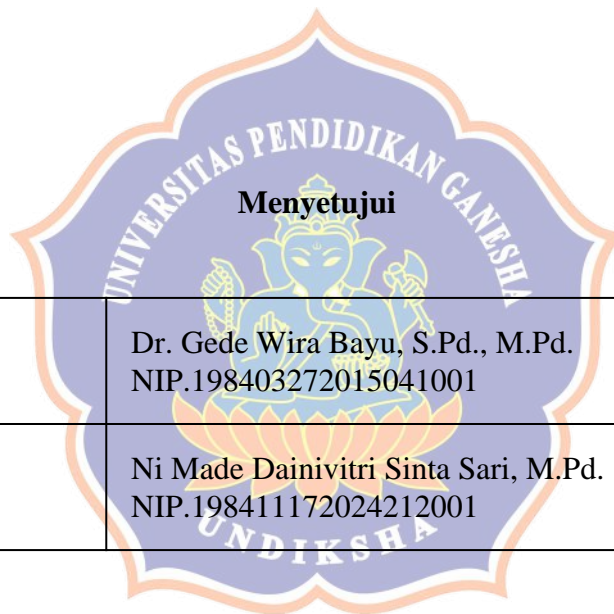 UNIVERSITAS PENDIDIKAN GANESHA
Menyetujui
Dr. Gede Wira Bayu, S.Pd., M.Pd.
NIP.198403272015041001
Ni Made Dainivitri Sinta Sari, M.Pd.
NIP.198411172024212001
UNDIKSHA